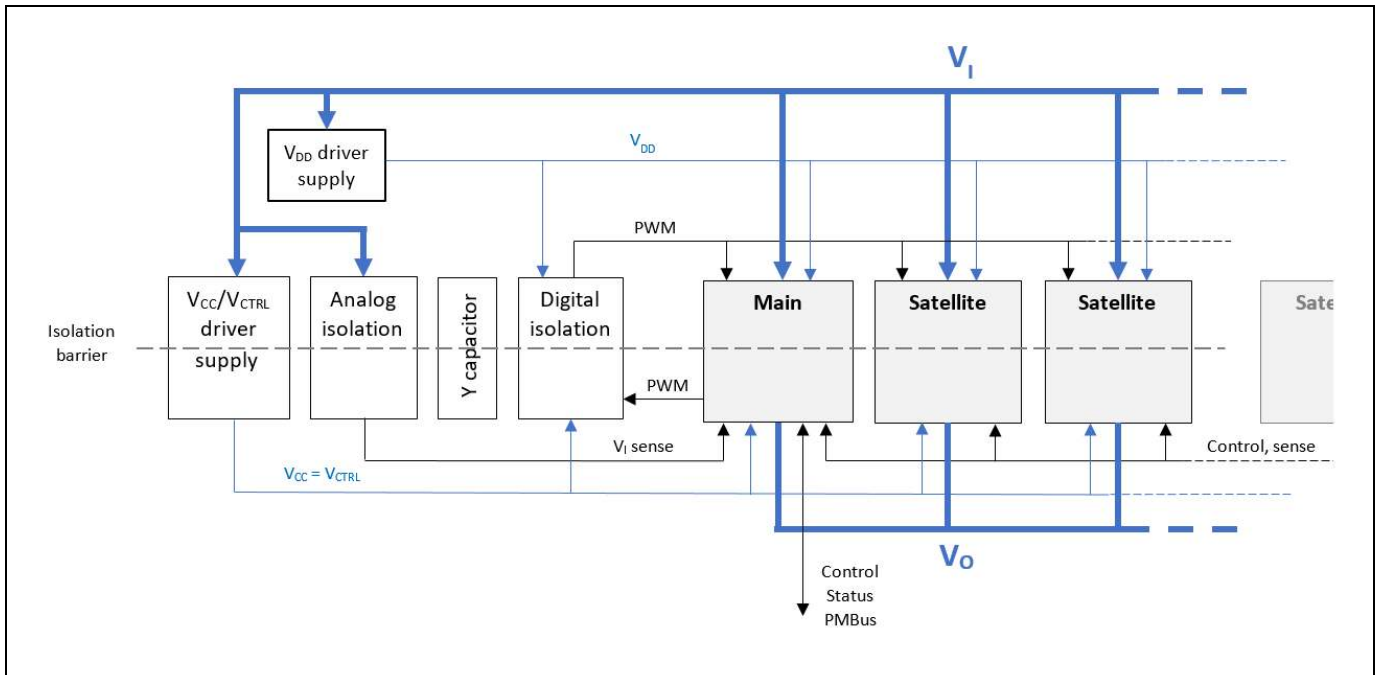 VI
VDD driver
supply
VDD
PWM
VCC/VCTRL
driver
supply
Analog
isolation
Y capacitor
Digital
isolation
Main
Satellite
Satellite
Sate
Isolation
barrier
PWM
VI sense
Control, sense
VCC = VCTRL
VO
Control
Status
PMBus